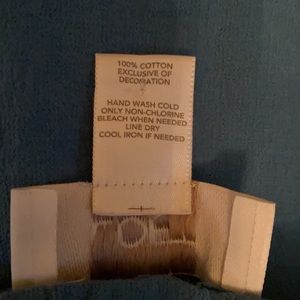 100% COTTON
EXCLUSIVE OF
DECORATION
HAND WASH COLD
ONLY NON-CHLORINE
BLEACH WHEN NEEDED
LINE DRY
COOL IRON IF NEEDED